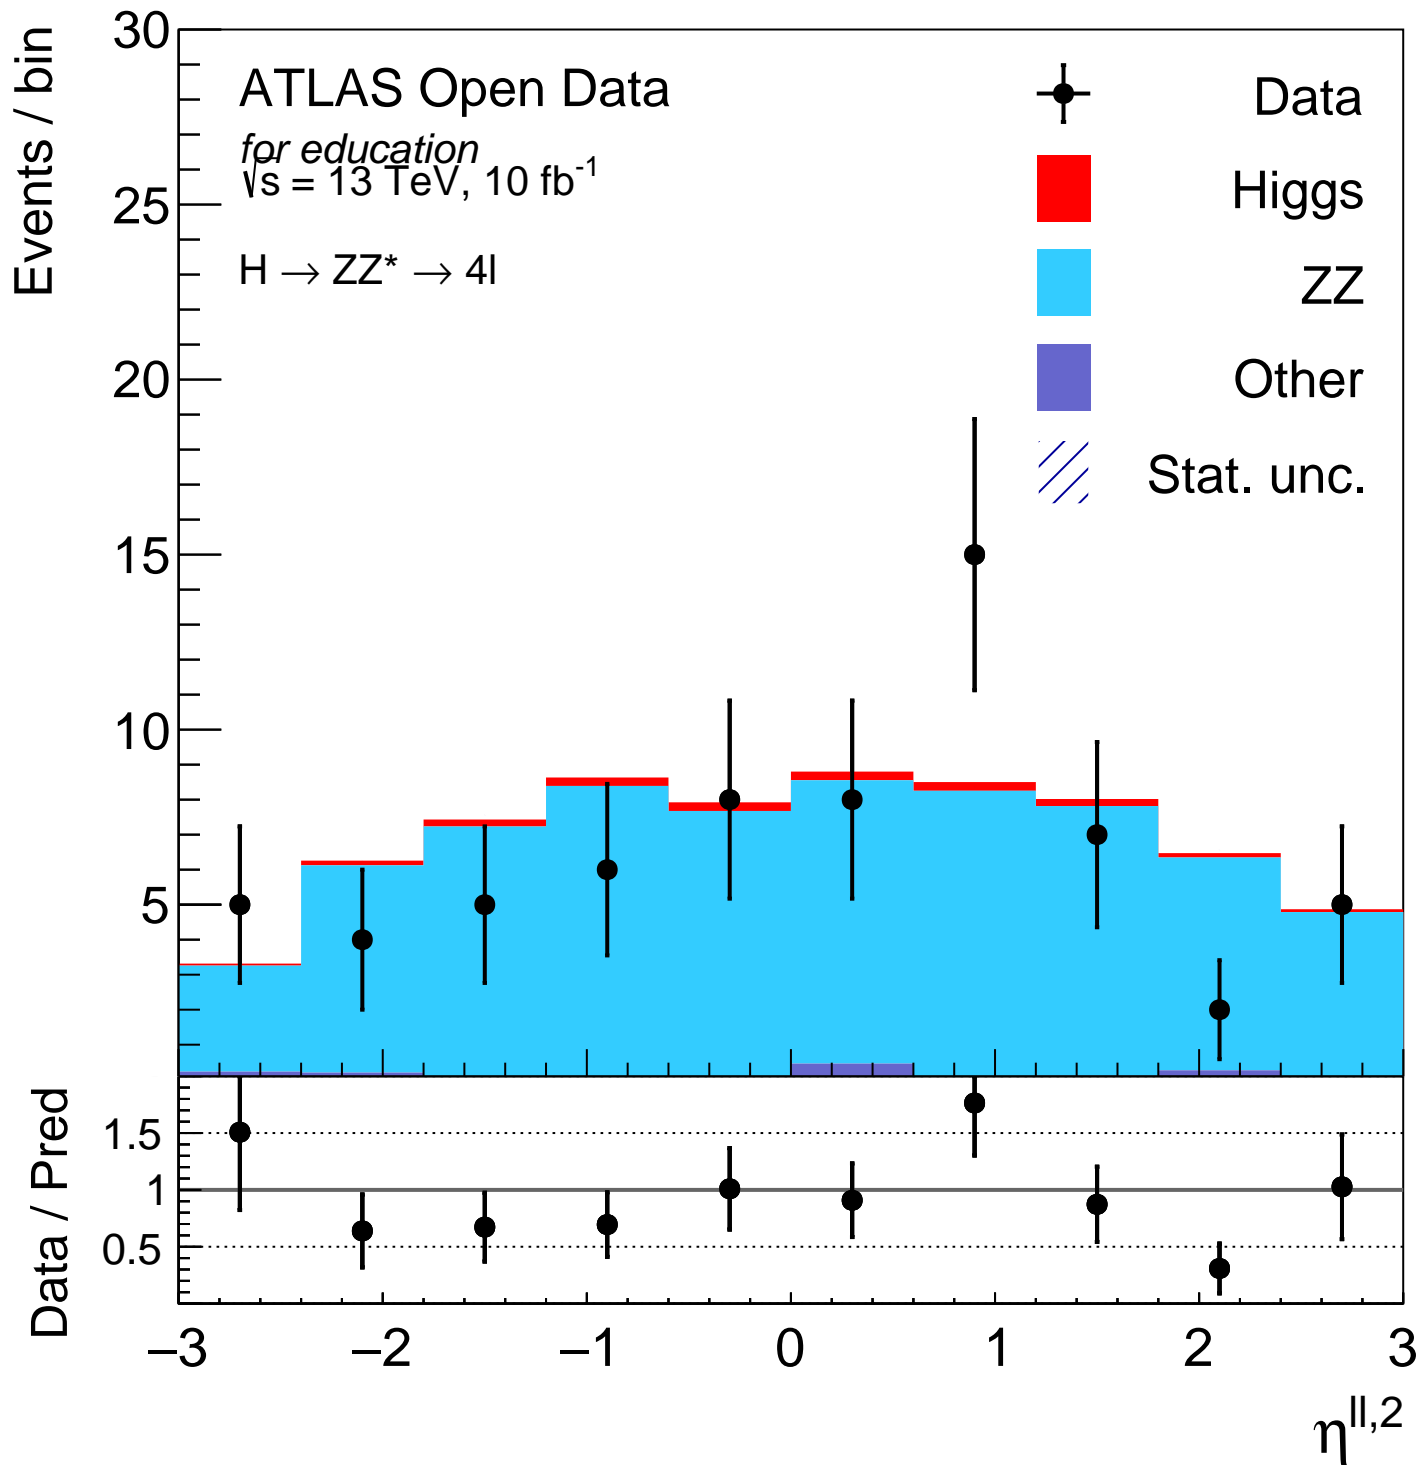 Events / bin
30
25
20
15
10
5
ATLAS Open Data
for education
√s = 13 TeV, 10 fb⁻¹
H → ZZ* → 4l
Data
Higgs
ZZ
Other
Stat. unc.
Data / Pred
1.5
1
0.5
−3 −2 −1 0 1 2 3
η^ll,2